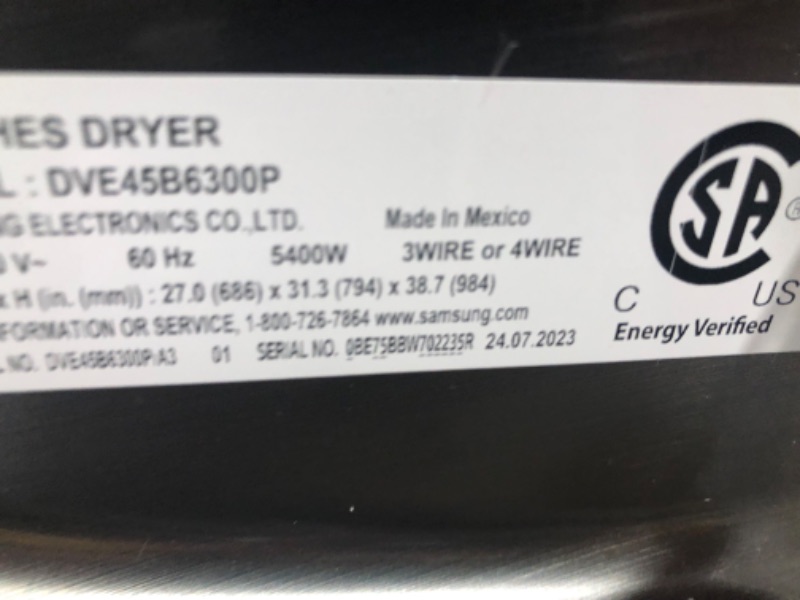 HES DRYER
L : DVE45B6300P
NG ELECTRONICS CO.,LTD. Made In Mexico
V~ 60 Hz 5400W 3WIRE or 4WIRE
x H (in. (mm)) : 27.0 (686) x 31.3 (794) x 38.7 (984)
FORMATION OR SERVICE, 1-800-726-7864 www.samsung.com
L NO. DVE45B6300P/A3 01 SERIAL NO. 0BE75BBW702235R 24.07.2023
SA ®
C US
Energy Verified